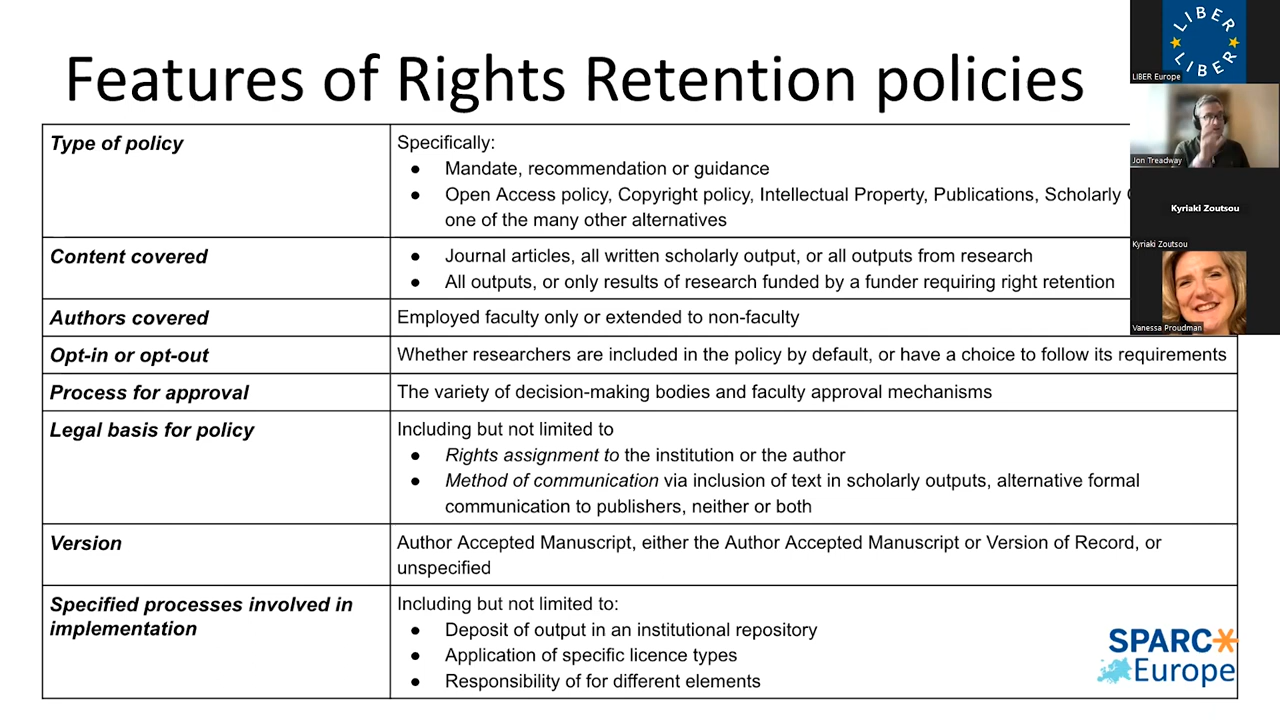 Features of Rights Retention policies
Type of policy
Specifically:
● Mandate, recommendation or guidance
● Open Access policy, Copyright policy, Intellectual Property, Publications, Scholarly
one of the many other alternatives
Content covered
● Journal articles, all written scholarly output, or all outputs from research
● All outputs, or only results of research funded by a funder requiring right retention
Authors covered
Employed faculty only or extended to non-faculty
Opt-in or opt-out
Whether researchers are included in the policy by default, or have a choice to follow its requirements
Process for approval
The variety of decision-making bodies and faculty approval mechanisms
Legal basis for policy
Including but not limited to
● Rights assignment to the institution or the author
● Method of communication via inclusion of text in scholarly outputs, alternative formal
communication to publishers, neither or both
Version
Author Accepted Manuscript, either the Author Accepted Manuscript or Version of Record, or
unspecified
Specified processes involved in
implementation
Including but not limited to:
● Deposit of output in an institutional repository
● Application of specific licence types
● Responsibility of for different elements
SPARC
Europe
LIBER
LIBER
LIBER Europe
Jon Treadway
Kyriaki Zoutsou
Kyriaki Zoutsou
Vanessa Proudman